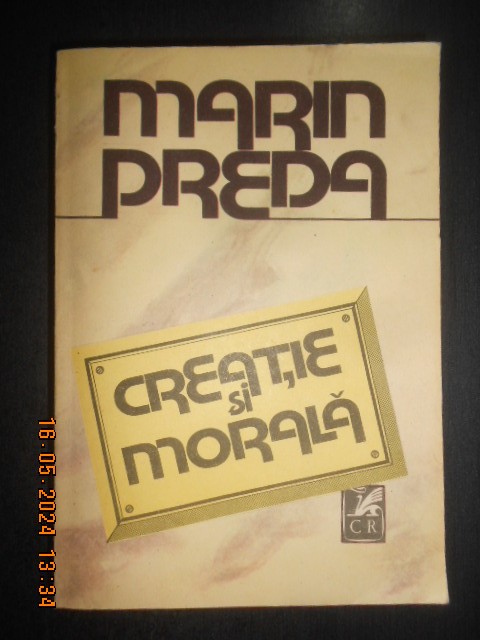 MARIN
PREDA
CREAȚIE
și
MORALĂ
CR
16.05.2024 13:34